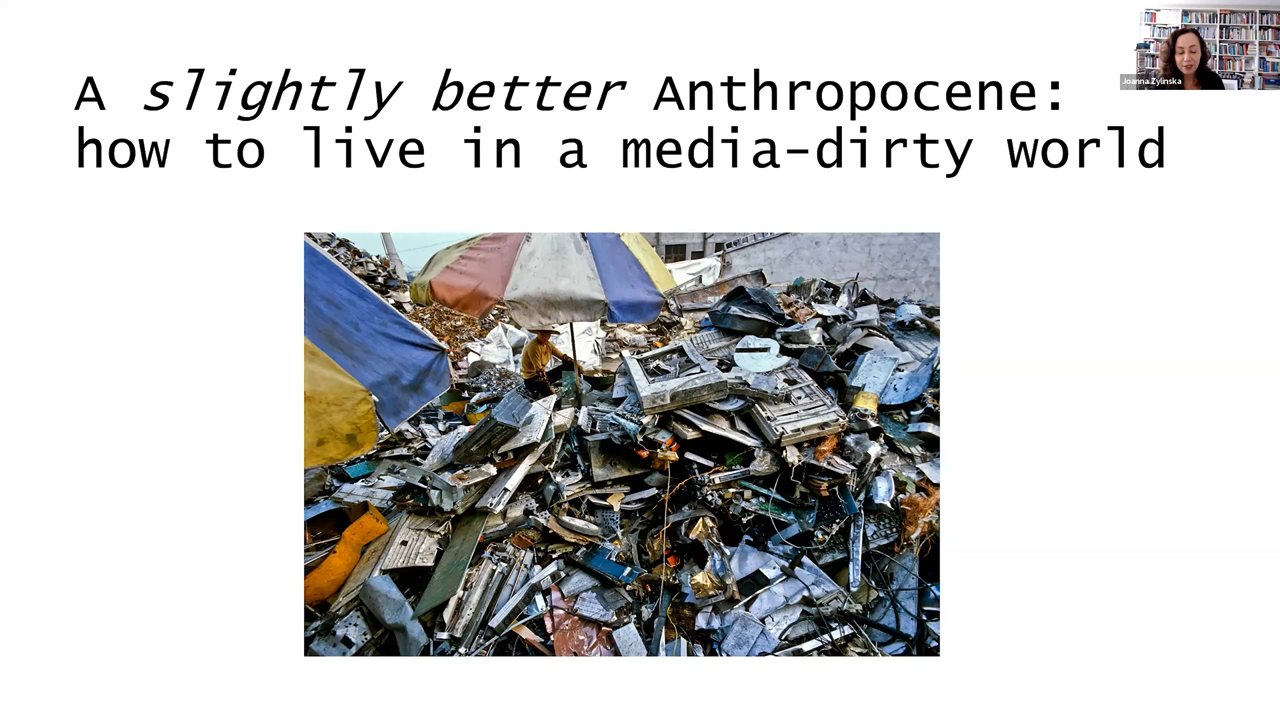 A slightly better Anthropocene:
how to live in a media-dirty world
Joanna Zylinska